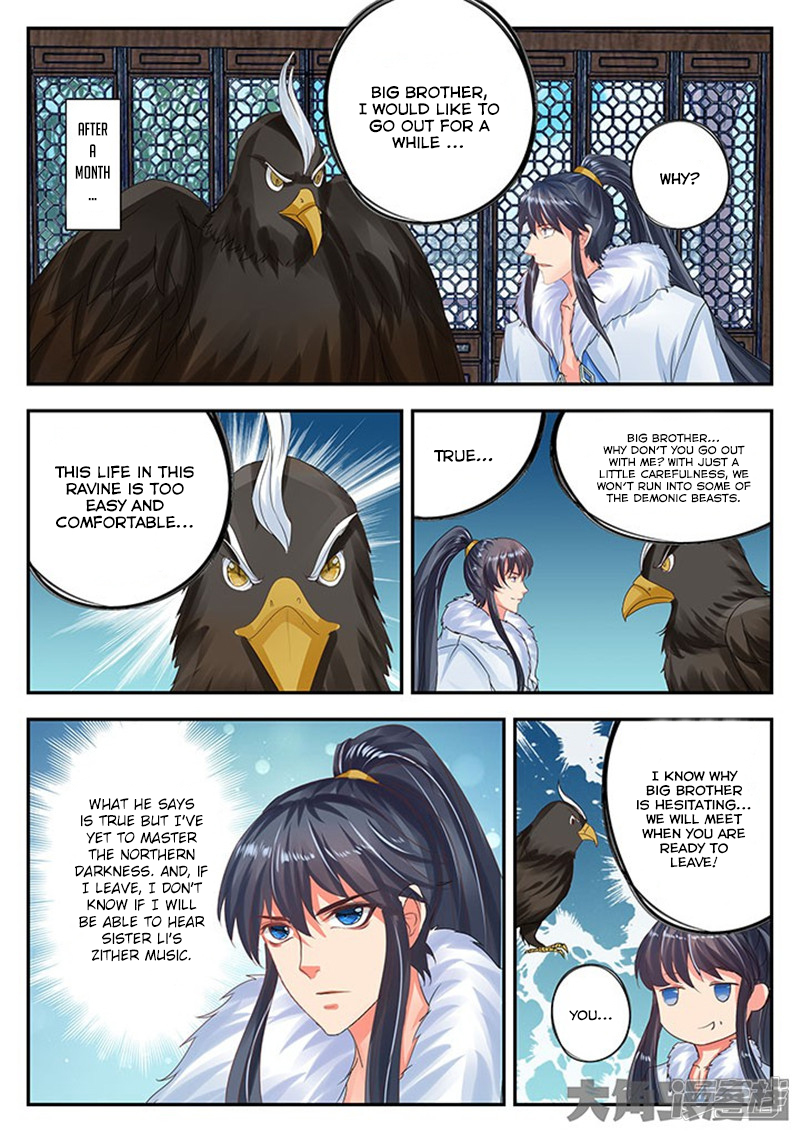 AFTER
A
MONTH
...
BIG BROTHER,
I WOULD LIKE TO
GO OUT FOR A
WHILE ...
WHY?
THIS LIFE IN THIS
RAVINE IS TOO
EASY AND
COMFORTABLE...
BIG BROTHER...
WHY DON'T YOU GO OUT
WITH ME? WITH JUST A
LITTLE CAREFULNESS, WE
WON'T RUN INTO SOME OF
THE DEMONIC BEASTS.
TRUE...
WHAT HE SAYS
IS TRUE BUT I'VE
YET TO MASTER
THE NORTHERN
DARKNESS. AND, IF
I LEAVE, I DON'T
KNOW IF I WILL
BE ABLE TO HEAR
SISTER LI'S
ZITHER MUSIC.
I KNOW WHY
BIG BROTHER
IS HESITATING...
WE WILL MEET
WHEN YOU ARE
READY TO
LEAVE!
YOU...
大角